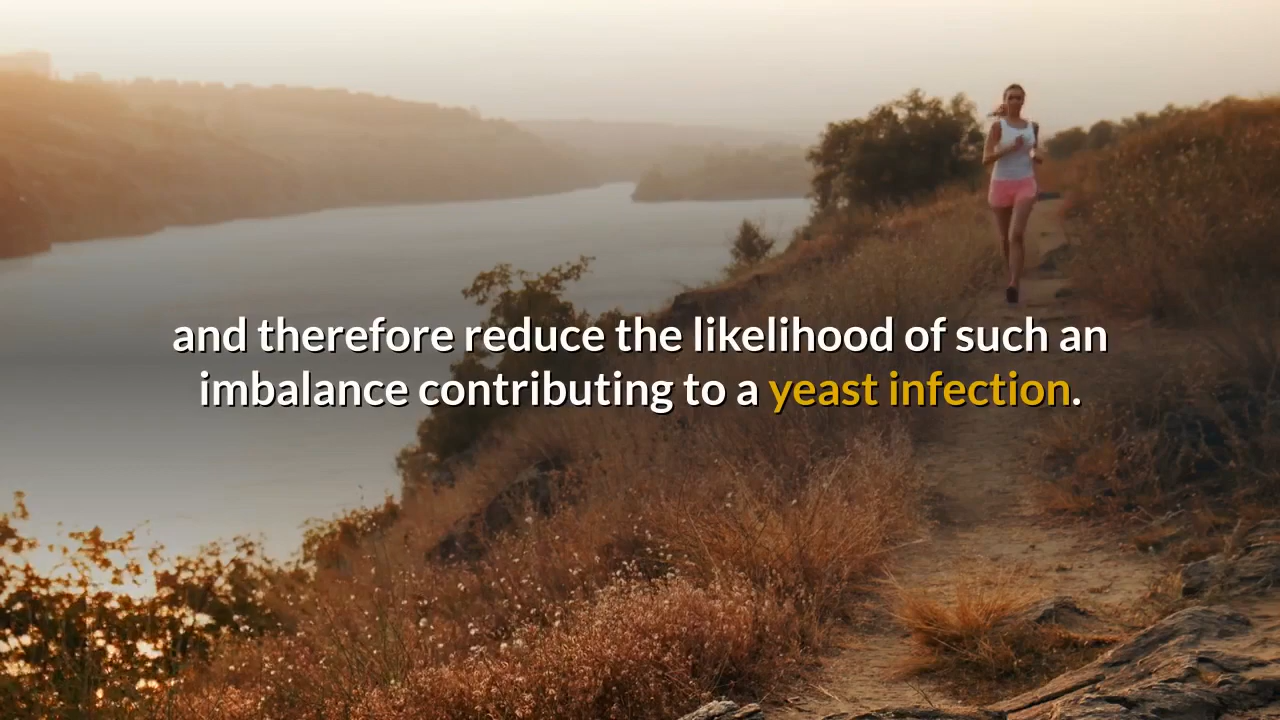 and therefore reduce the likelihood of such an
imbalance contributing to a yeast infection.